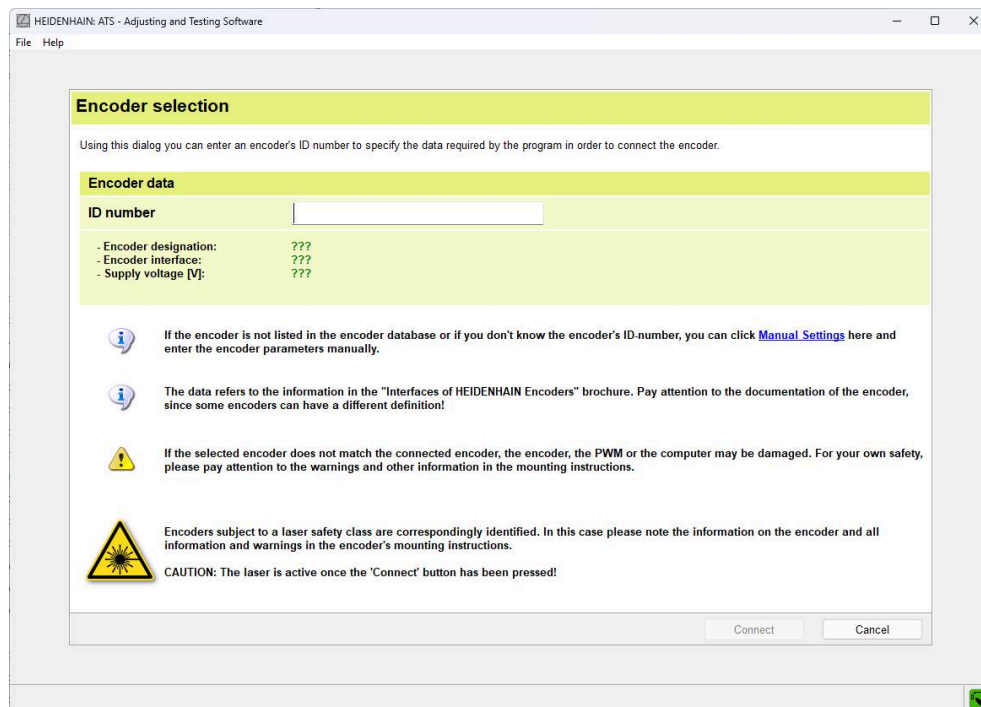 HEIDENHAIN: ATS - Adjusting and Testing Software
File Help
Encoder selection
Using this dialog you can enter an encoder's ID number to specify the data required by the program in order to connect the encoder.
Encoder data
ID number
- Encoder designation: ???
- Encoder interface: ???
- Supply voltage [V]: ???
If the encoder is not listed in the encoder database or if you don't know the encoder's ID-number, you can click Manual Settings here and
enter the encoder parameters manually.
The data refers to the information in the "Interfaces of HEIDENHAIN Encoders" brochure. Pay attention to the documentation of the encoder,
since some encoders can have a different definition!
If the selected encoder does not match the connected encoder, the encoder, the PWM or the computer may be damaged. For your own safety,
please pay attention to the warnings and other information in the mounting instructions.
Encoders subject to a laser safety class are correspondingly identified. In this case please note the information on the encoder and all
information and warnings in the encoder's mounting instructions.
CAUTION: The laser is active once the 'Connect' button has been pressed!
Connect Cancel